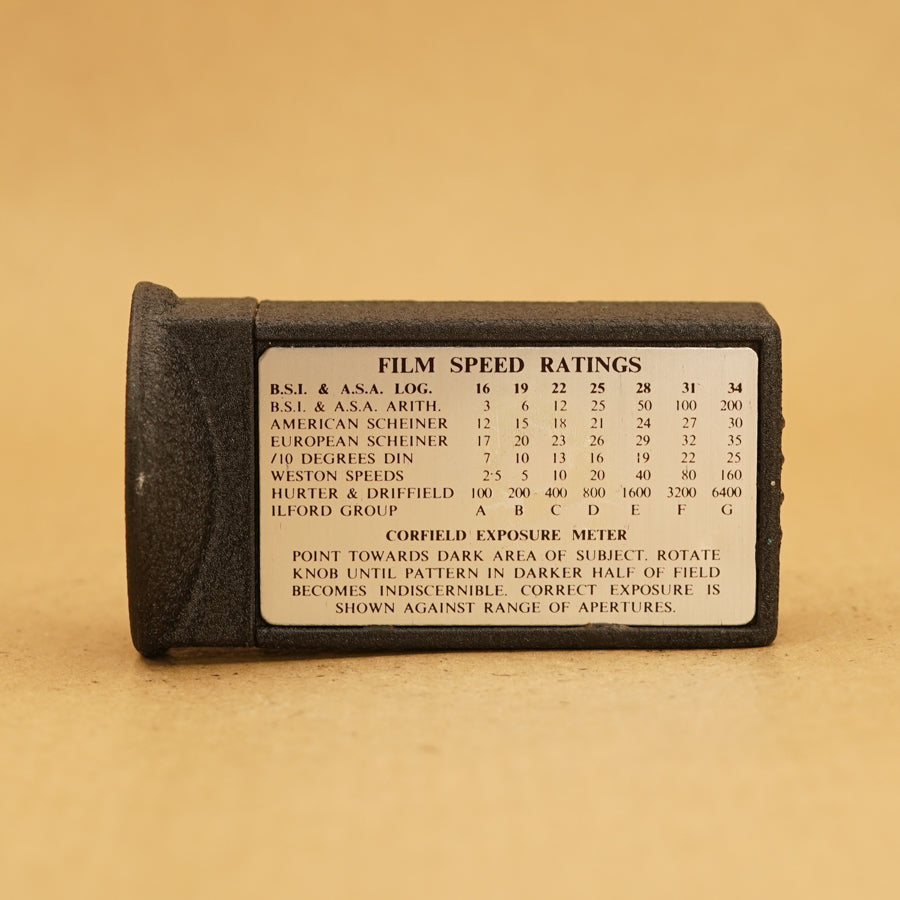 FILM SPEED RATINGS
B.S.I. & A.S.A. LOG. 16 19 22 25 28 31 34
B.S.I. & A.S.A. ARITH. 3 6 12 25 50 100 200
AMERICAN SCHEINER 12 15 18 21 24 27 30
EUROPEAN SCHEINER 17 20 23 26 29 32 35
/10 DEGREES DIN 7 10 13 16 19 22 25
WESTON SPEEDS 2·5 5 10 20 40 80 160
HURTER & DRIFFIELD 100 200 400 800 1600 3200 6400
ILFORD GROUP A B C D E F G
CORFIELD EXPOSURE METER
POINT TOWARDS DARK AREA OF SUBJECT. ROTATE
KNOB UNTIL PATTERN IN DARKER HALF OF FIELD
BECOMES INDISCERNIBLE. CORRECT EXPOSURE IS
SHOWN AGAINST RANGE OF APERTURES.